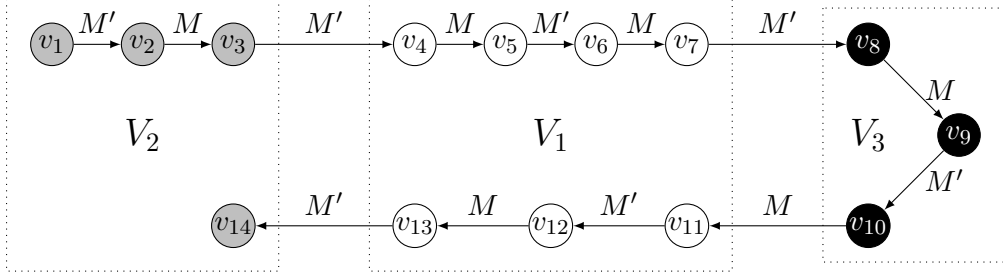 M′ M M′ M M′ M M′
v₁ v₂ v₃ v₄ v₅ v₆ v₇ v₈
M
V₂ V₁ V₃ v₉
M′
M′ M M′ M
v₁₄ v₁₃ v₁₂ v₁₁ v₁₀